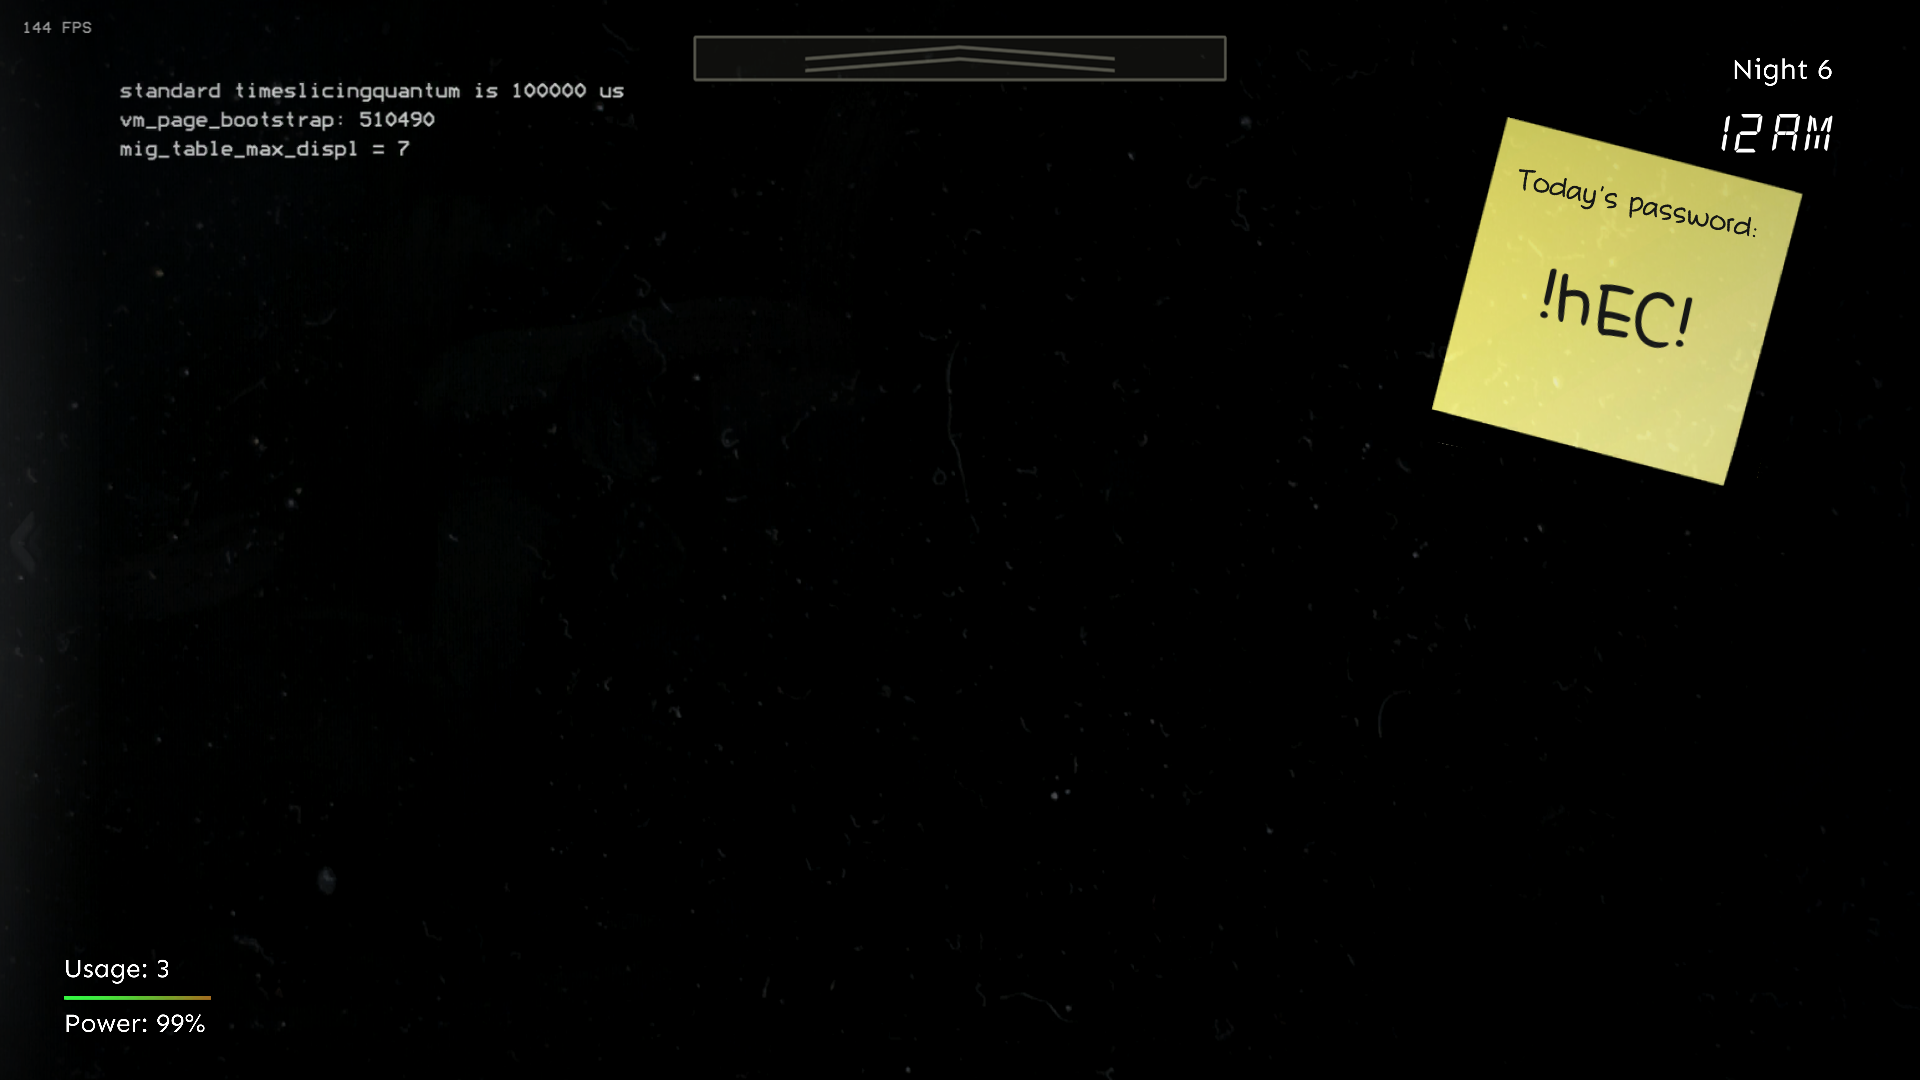 144 FPS
standard timeslicingquantum is 100000 us
vm_page_bootstrap: 510490
mig_table_max_displ = 7
Night 6
12 AM
Today's password:
!hEC!
Usage: 3
Power: 99%